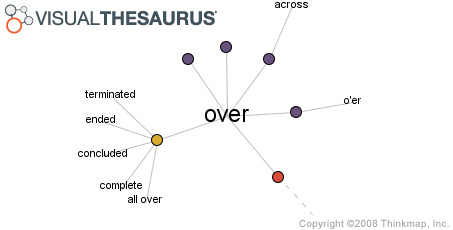 VISUALTHESAURUS
across
terminated
o'er
over
ended
concluded
complete
all over
Copyright ©2008 Thinkmap, Inc.